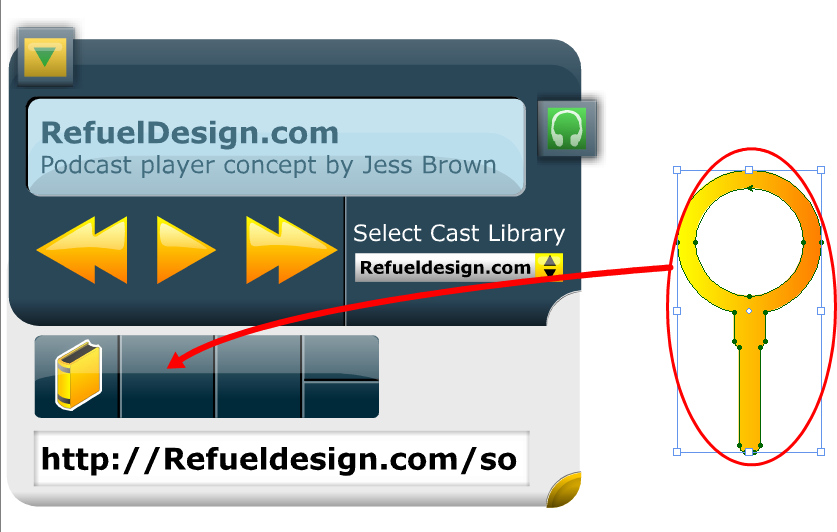 RefuelDesign.com
Podcast player concept by Jess Brown
Select Cast Library
Refueldesign.com
http://Refueldesign.com/so